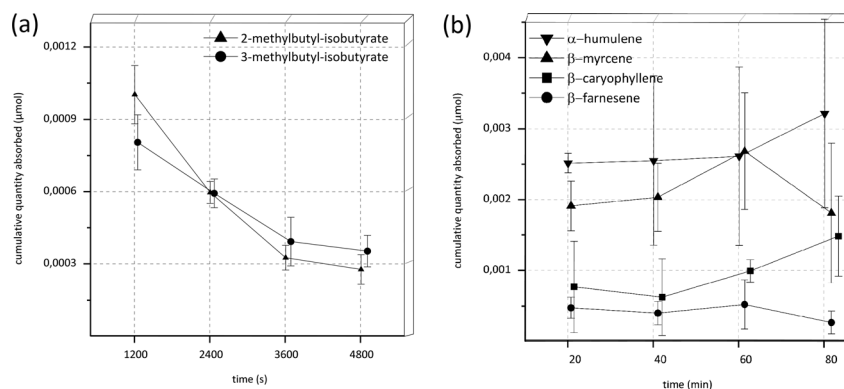 (a)
2-methylbutyl-isobutyrate
3-methylbutyl-isobutyrate
cumulative quantity absorbed (µmol)
0,0012
0,0009
0,0006
0,0003
1200 2400 3600 4800
time (s)
(b)
α-humulene
β-myrcene
β-caryophyllene
β-farnesene
cumulative quantity absorbed (µmol)
0,004
0,003
0,002
0,001
20 40 60 80
time (min)